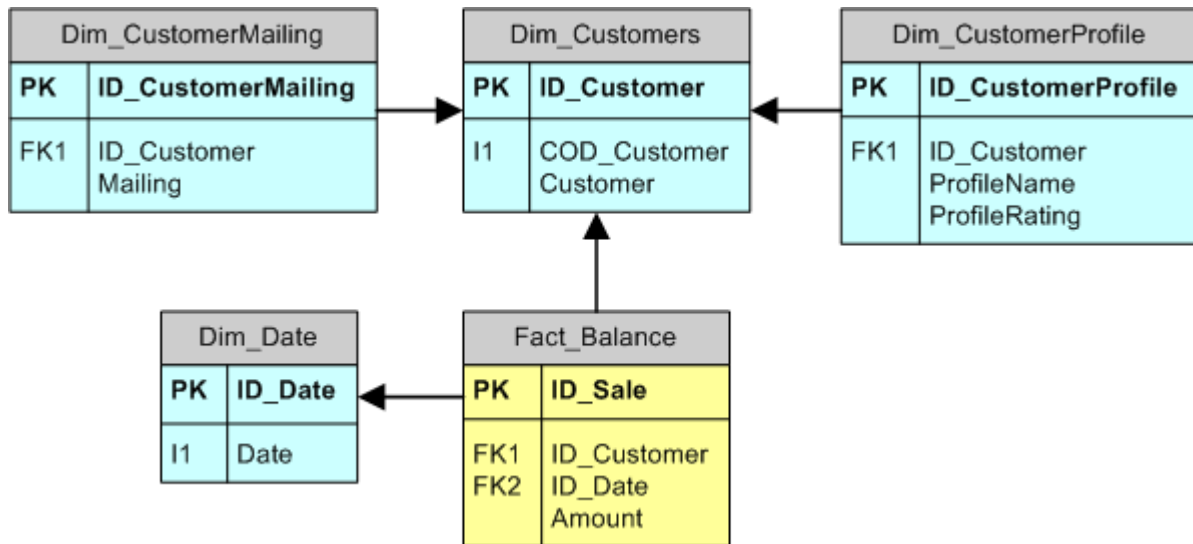 Dim_CustomerMailing
PK ID_CustomerMailing
FK1 ID_Customer
Mailing
Dim_Customers
PK ID_Customer
I1 COD_Customer
Customer
Dim_CustomerProfile
PK ID_CustomerProfile
FK1 ID_Customer
ProfileName
ProfileRating
Dim_Date
PK ID_Date
I1 Date
Fact_Balance
PK ID_Sale
FK1 ID_Customer
FK2 ID_Date
Amount